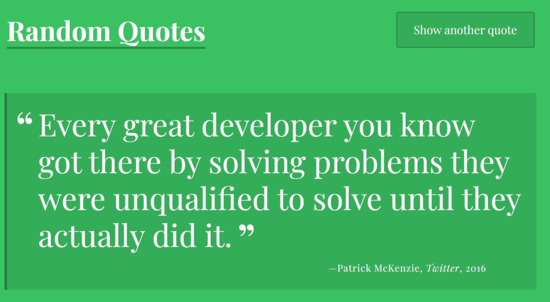 Random Quotes
Show another quote
“ Every great developer you know
got there by solving problems they
were unqualified to solve until they
actually did it. ”
—Patrick McKenzie, Twitter, 2016